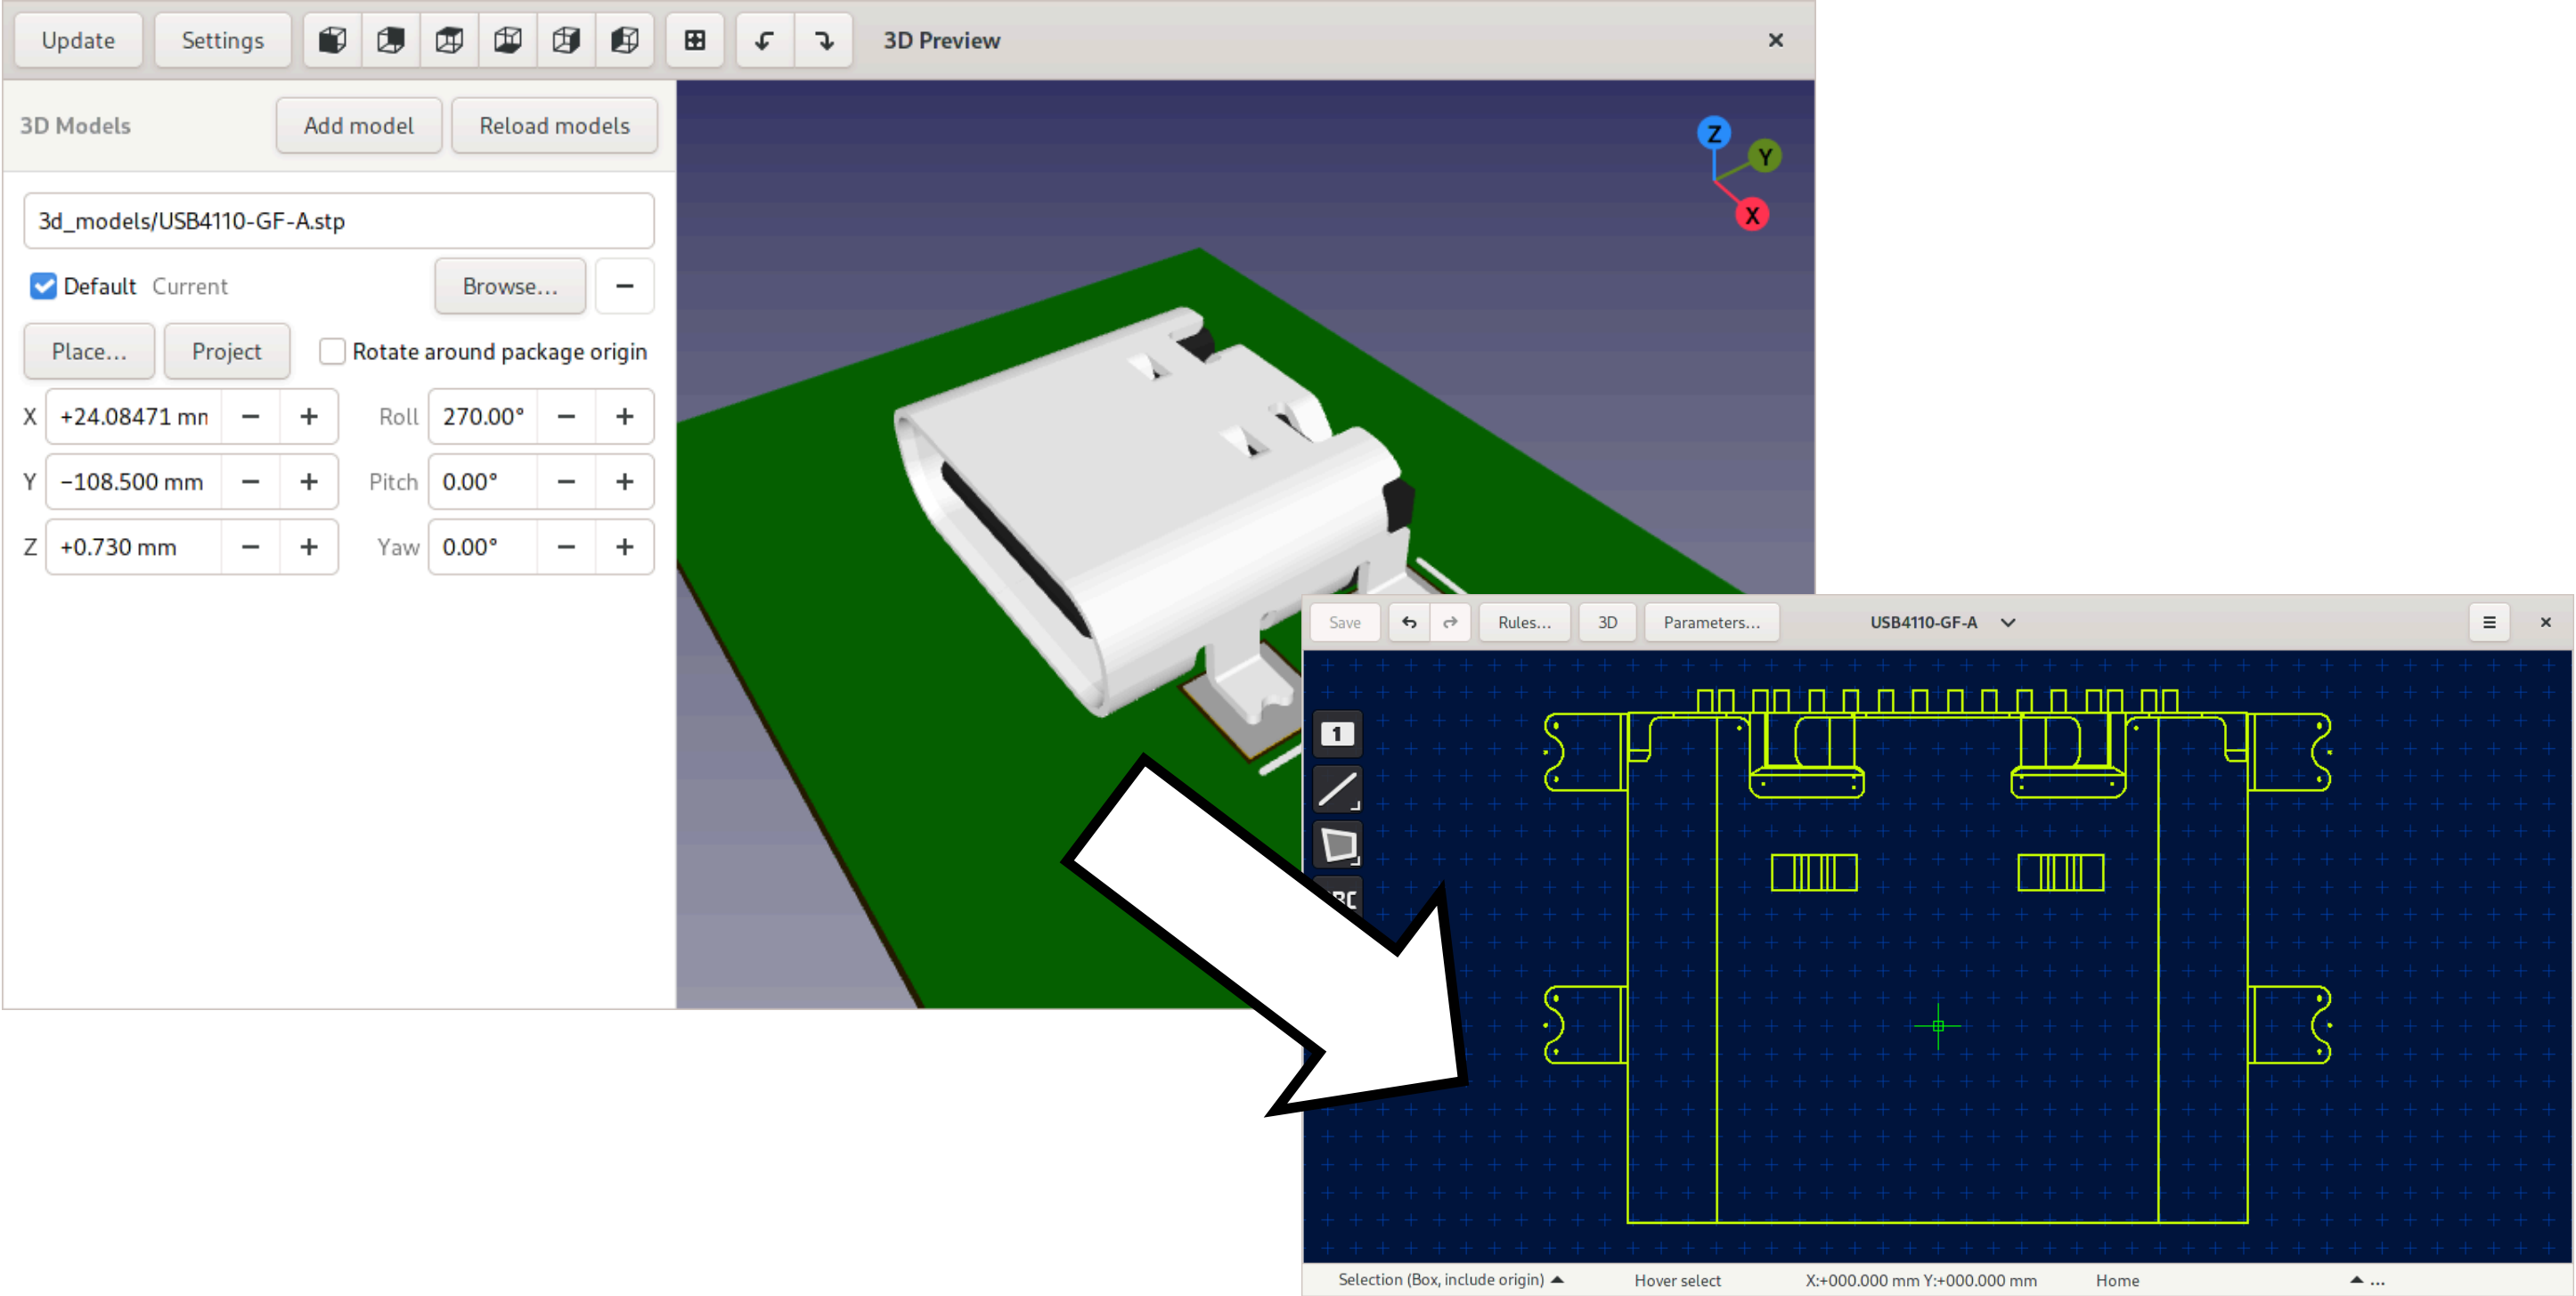 Update Settings 3D Preview
3D Models Add model Reload models
3d_models/USB4110-GF-A.stp
Default Current Browse...
Place... Project Rotate around package origin
X +24.08471 mm Roll 270.00°
Y −108.500 mm Pitch 0.00°
Z +0.730 mm Yaw 0.00°
Z
Y
X
Save Rules... 3D Parameters... USB4110-GF-A
1
BC
Selection (Box, include origin) Hover select X:+000.000 mm Y:+000.000 mm Home ...